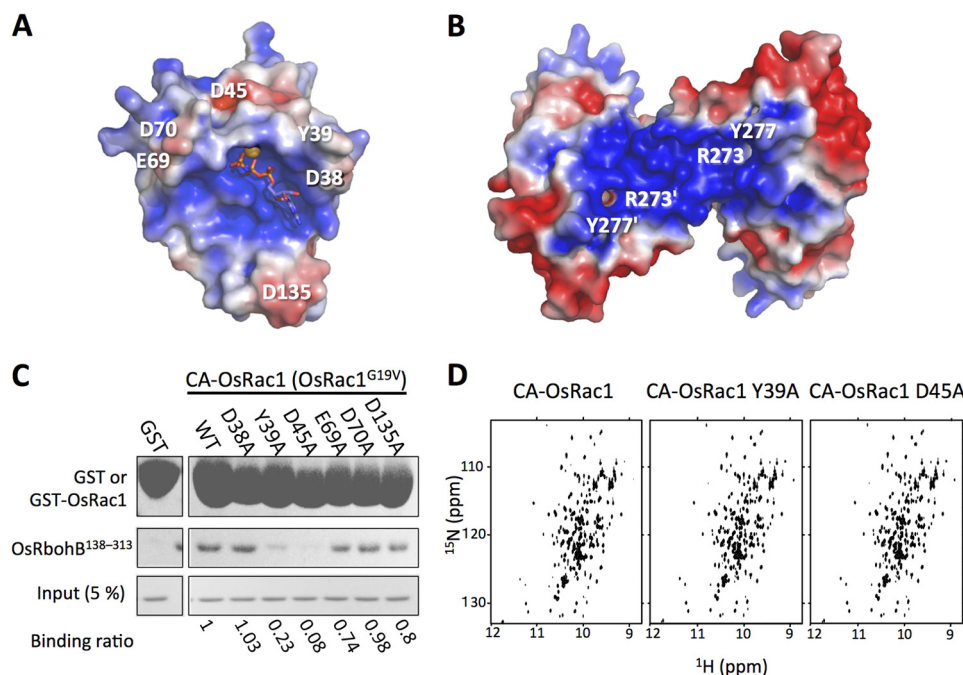 A
D45
D70
Y39
E69
D38
D135
B
Y277
R273
R273'
Y277'
C
CA-OsRac1 (OsRac1G19V)
GST
WT
D38A
Y39A
D45A
E69A
D70A
D135A
GST or
GST-OsRac1
OsRbohB138–313
Input (5 %)
Binding ratio
1
1.03
0.23
0.08
0.74
0.98
0.8
D
CA-OsRac1
CA-OsRac1 Y39A
CA-OsRac1 D45A
15N (ppm)
110
120
130
12 11 10 9
12 11 10 9
12 11 10 9
1H (ppm)